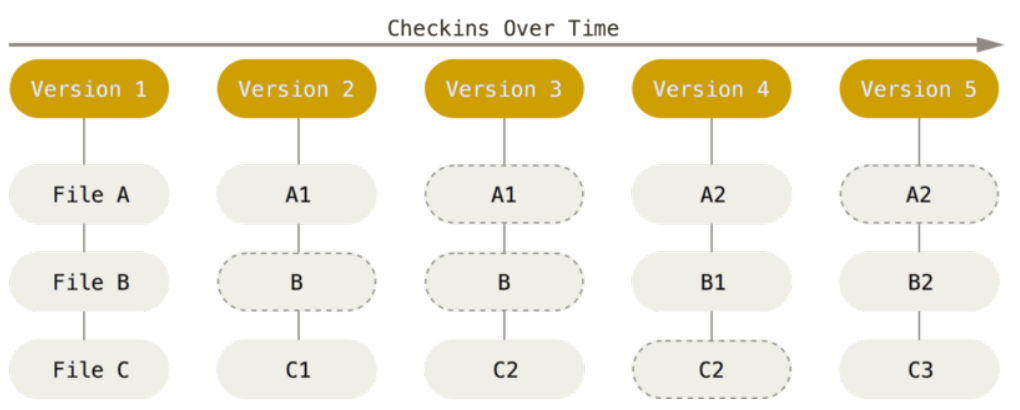 Checkins Over Time
Version 1 Version 2 Version 3 Version 4 Version 5
File A A1 A1 A2 A2
File B B B B1 B2
File C C1 C2 C2 C3